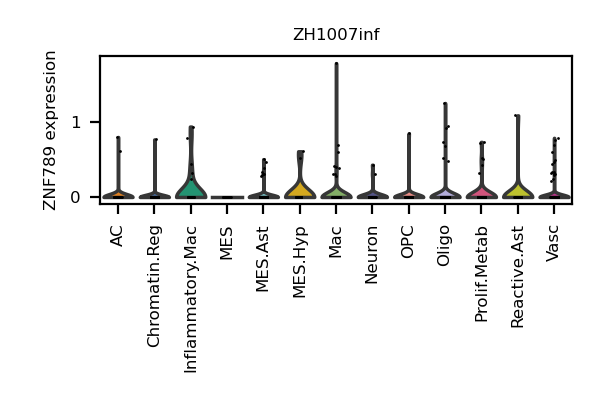 ZH1007inf
ZNF789 expression
1
0
AC
Chromatin.Reg
Inflammatory.Mac
MES
MES.Ast
MES.Hyp
Mac
Neuron
OPC
Oligo
Prolif.Metab
Reactive.Ast
Vasc